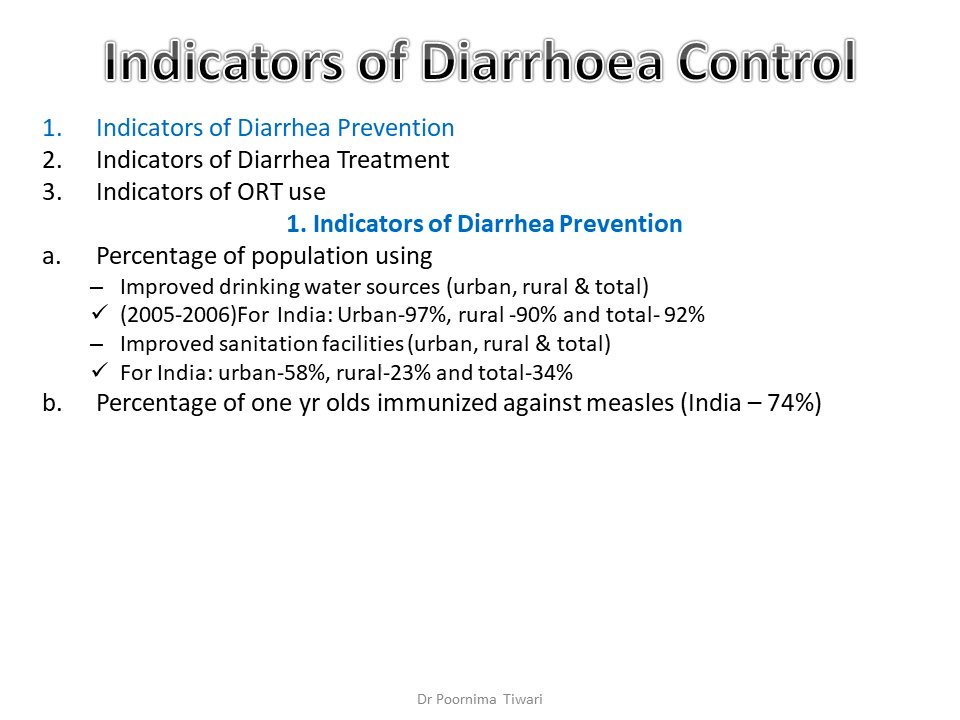 Indicators of Diarrhoea Control
1. Indicators of Diarrhea Prevention
2. Indicators of Diarrhea Treatment
3. Indicators of ORT use
1. Indicators of Diarrhea Prevention
a. Percentage of population using
– Improved drinking water sources (urban, rural & total)
✓ (2005-2006)For India: Urban-97%, rural -90% and total- 92%
– Improved sanitation facilities (urban, rural & total)
✓ For India: urban-58%, rural-23% and total-34%
b. Percentage of one yr olds immunized against measles (India – 74%)
Dr Poornima Tiwari